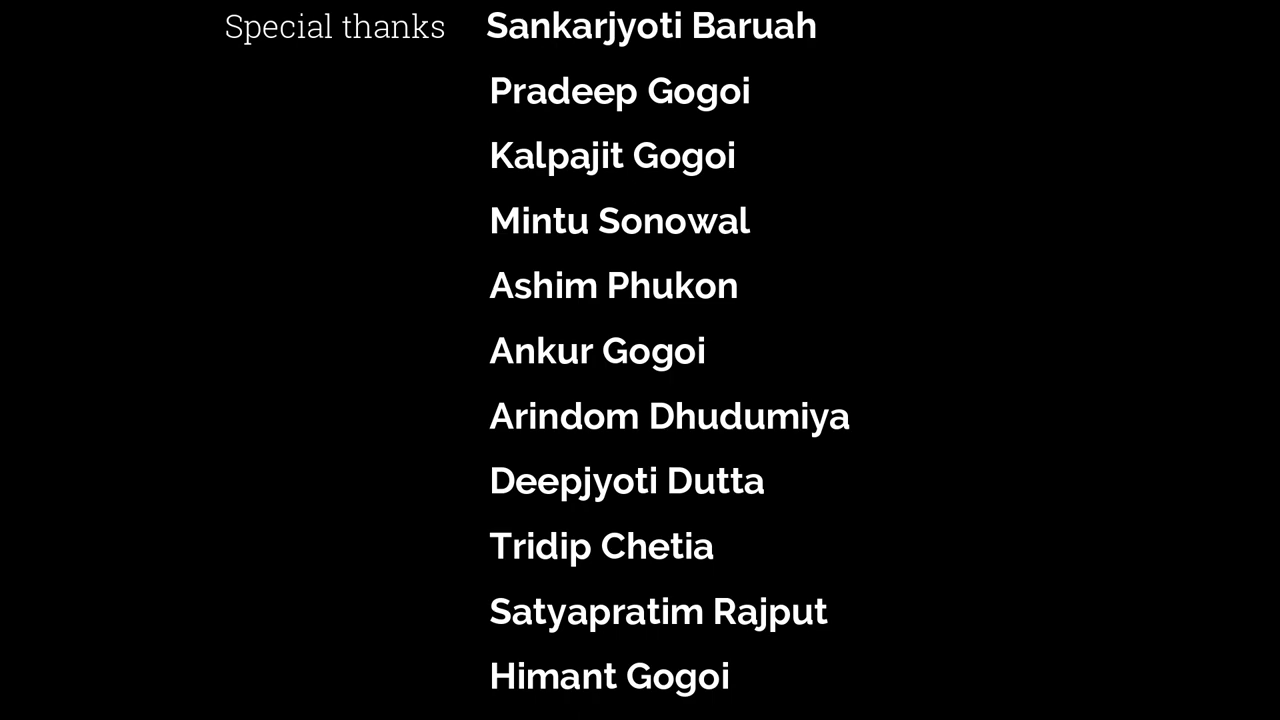 Special thanks Sankarjyoti Baruah
Pradeep Gogoi
Kalpajit Gogoi
Mintu Sonowal
Ashim Phukon
Ankur Gogoi
Arindom Dhudumiya
Deepjyoti Dutta
Tridip Chetia
Satyapratim Rajput
Himant Gogoi